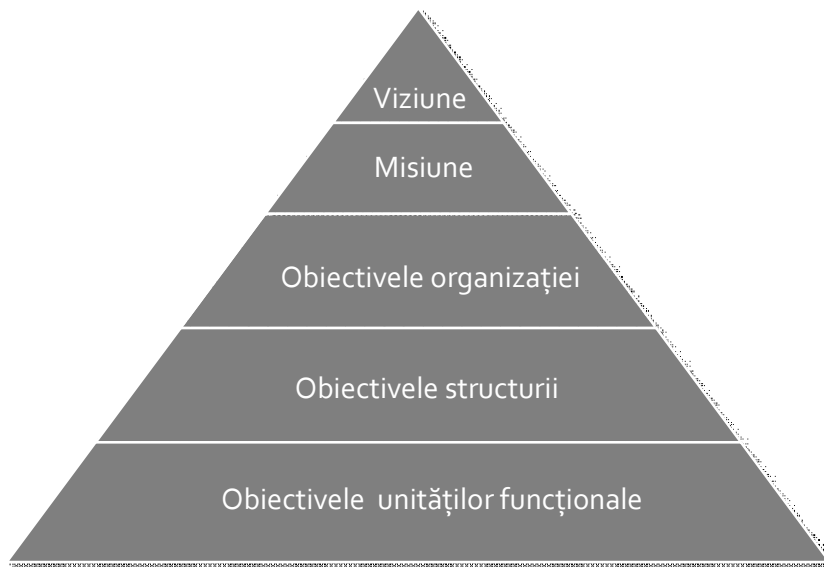 Viziune
Misiune
Obiectivele organizației
Obiectivele structurii
Obiectivele unităților funcționale